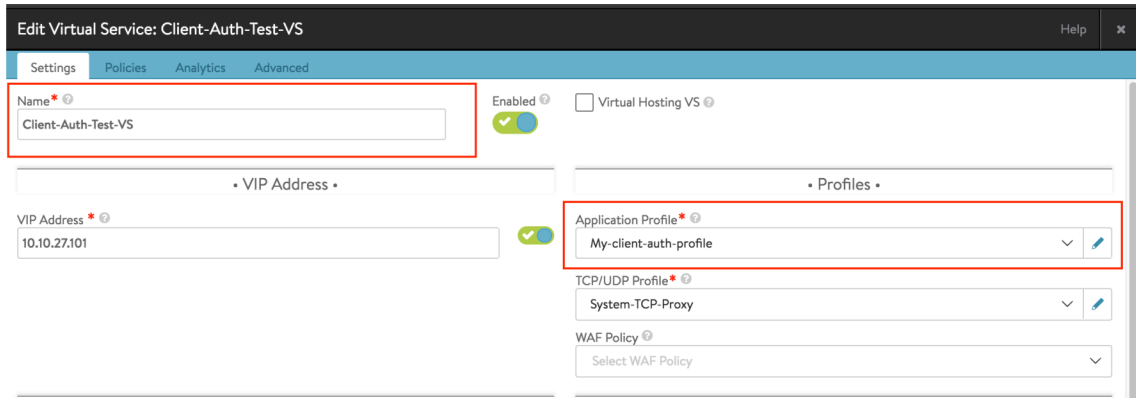 Edit Virtual Service: Client-Auth-Test-VS
Help
Settings Policies Analytics Advanced
Name*
Client-Auth-Test-VS
Enabled
Virtual Hosting VS
• VIP Address •
VIP Address *
10.10.27.101
• Profiles •
Application Profile*
My-client-auth-profile
TCP/UDP Profile*
System-TCP-Proxy
WAF Policy
Select WAF Policy